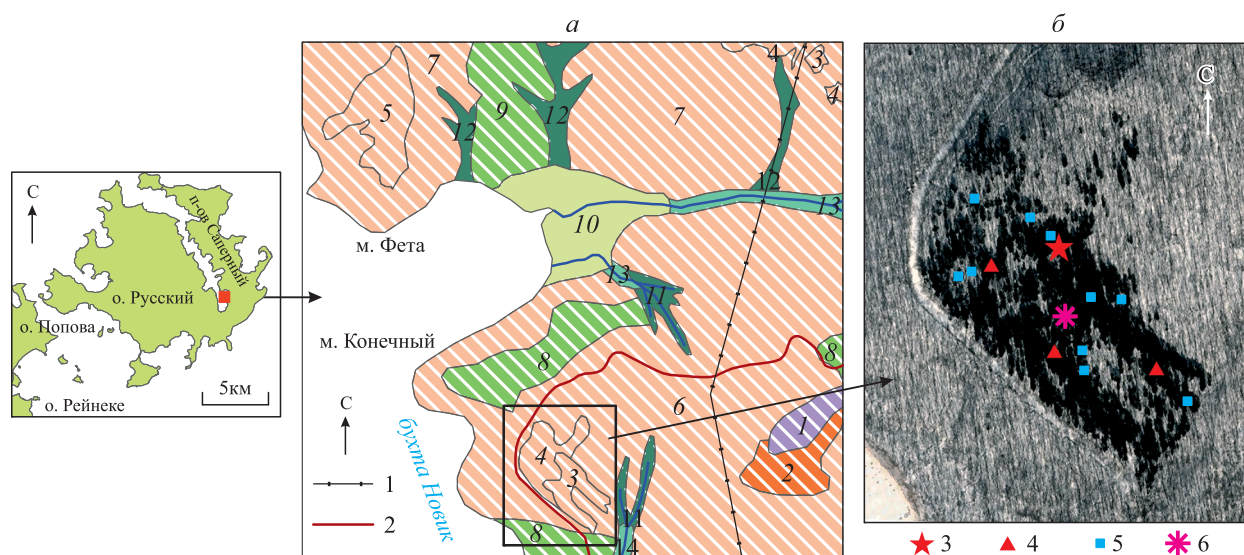 а
б
С
п-ов Саперный
о. Русский
о. Попова
5км
о. Рейнеке
7
5
12
9
12
7
4
3
4
12
13
10
м. Фета
13
11
м. Конечный
8
8
6
1
2
С
4
3
бухта Новик
1
2
8
11
4
С
3
4
5
6